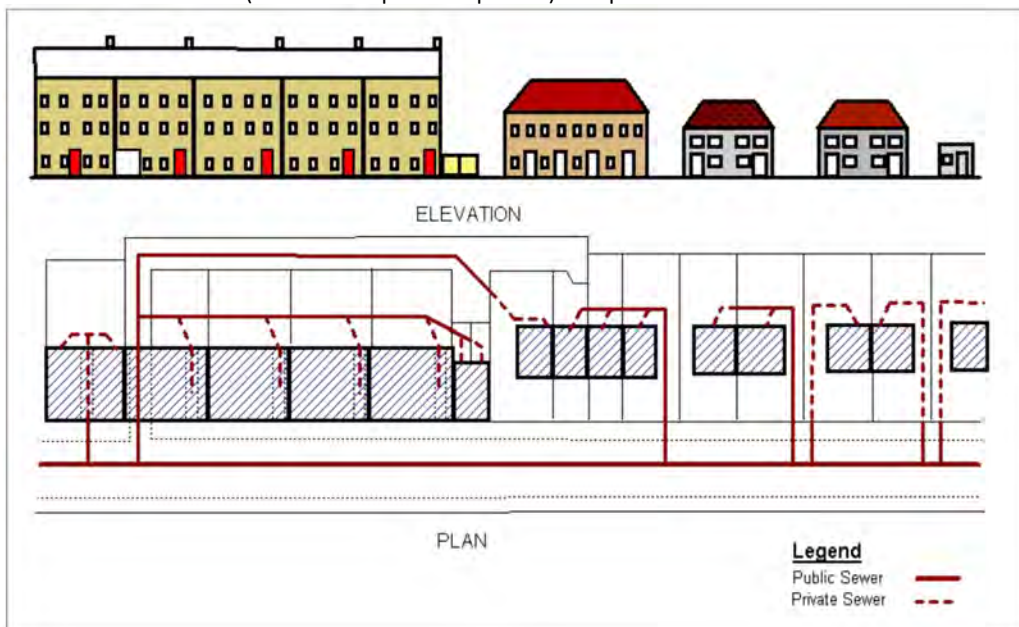 ELEVATION
PLAN
Legend
Public Sewer
Private Sewer